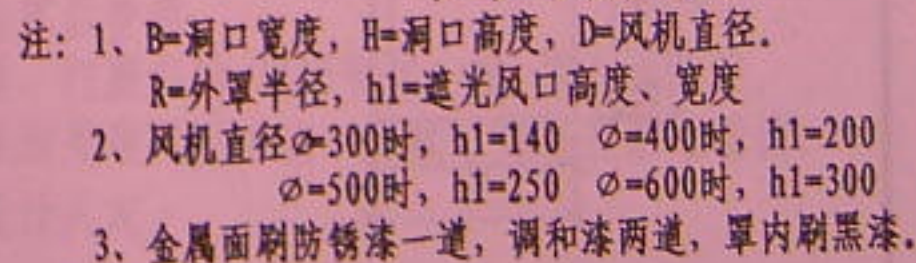 注：1、B=洞口宽度，H=洞口高度，D=风机直径.
R=外罩半径，h1=遮光风口高度、宽度
2、风机直径∅=300时，h1=140 ∅=400时，h1=200
∅=500时，h1=250 ∅=600时，h1=300
3、金属面刷防锈漆一道，调和漆两道，罩内刷黑漆.